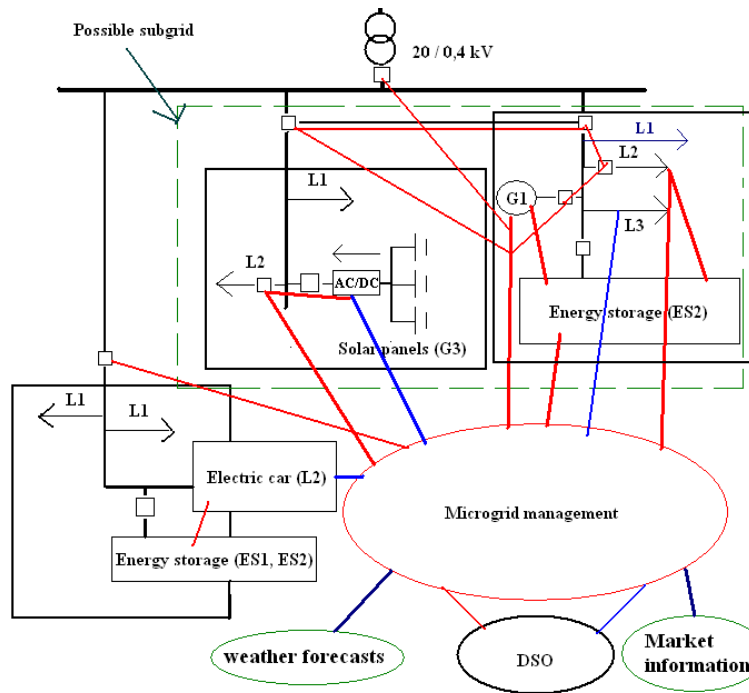 Possible subgrid
20 / 0,4 kV
L1
L2
G1
L3
L1
L2
AC/DC
Energy storage (ES2)
Solar panels (G3)
L1
L1
Electric car (L2)
Microgrid management
Energy storage (ES1, ES2)
weather forecasts
DSO
Market
information